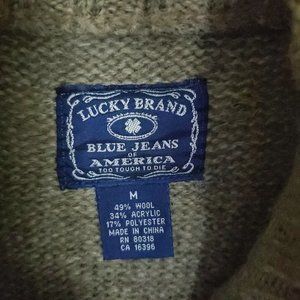 LUCKY BRAND
BLUE JEANS
OF
AMERICA
TOO TOUGH TO DIE
M
49% WOOL
34% ACRYLIC
17% POLYESTER
MADE IN CHINA
RN 80318
CA 16396